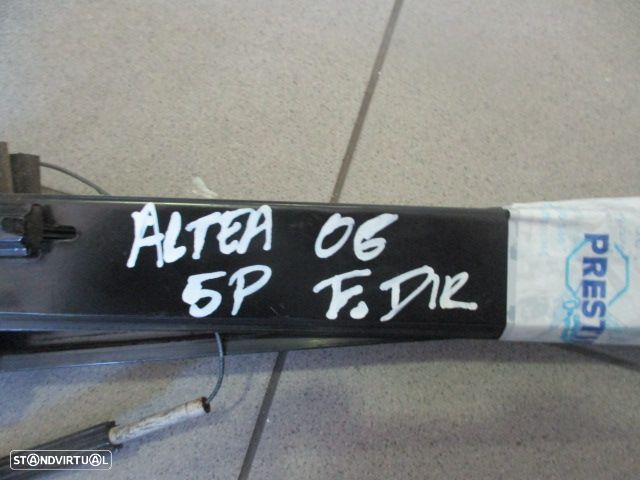 ALTEA 06
5P F. DIR
PREST
STANDVIRTUAL